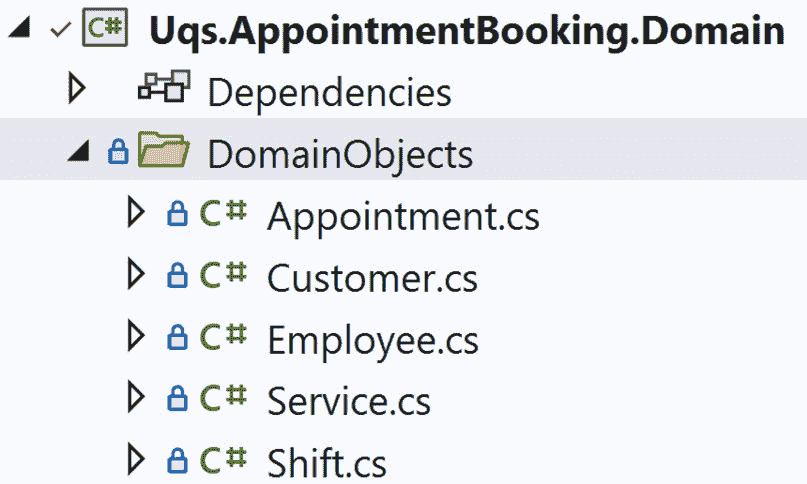 C# Uqs.AppointmentBooking.Domain
Dependencies
DomainObjects
C# Appointment.cs
C# Customer.cs
C# Employee.cs
C# Service.cs
C# Shift.cs